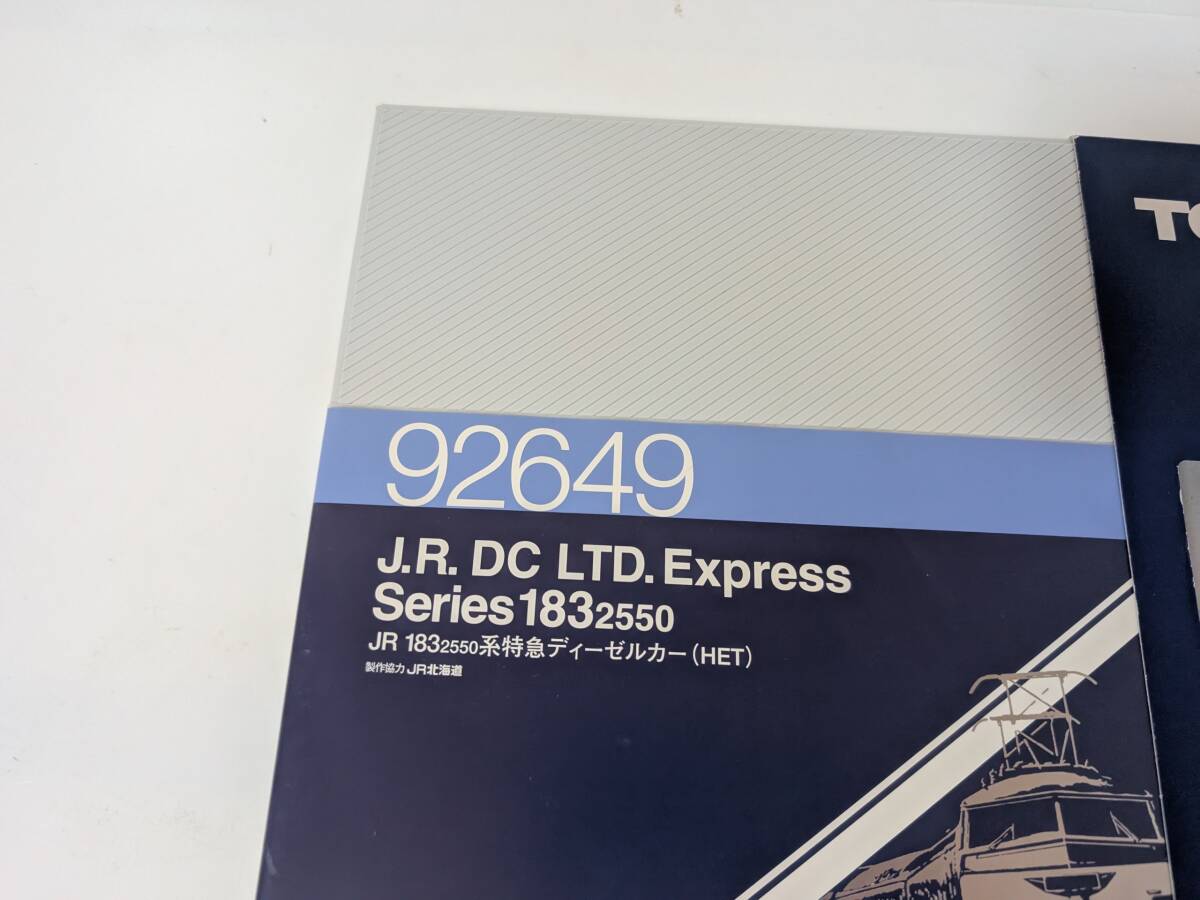 92649
J.R. DC LTD. Express
Series 183 2550
JR 183 2550系特急ディーゼルカー(HET)
製作協力 JR北海道